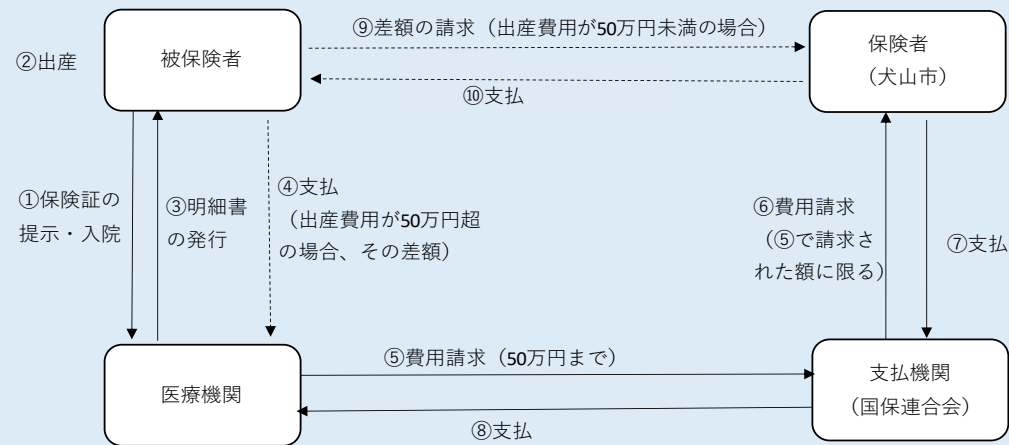 ⑨差額の請求（出産費用が50万円未満の場合）
②出産
被保険者
保険者
（犬山市）
⑩支払
①保険証の
提示・入院
③明細書
の発行
④支払
（出産費用が50万円超
の場合、その差額）
⑥費用請求
（⑤で請求さ
れた額に限る）
⑦支払
⑤費用請求（50万円まで）
医療機関
支払機関
（国保連合会）
⑧支払